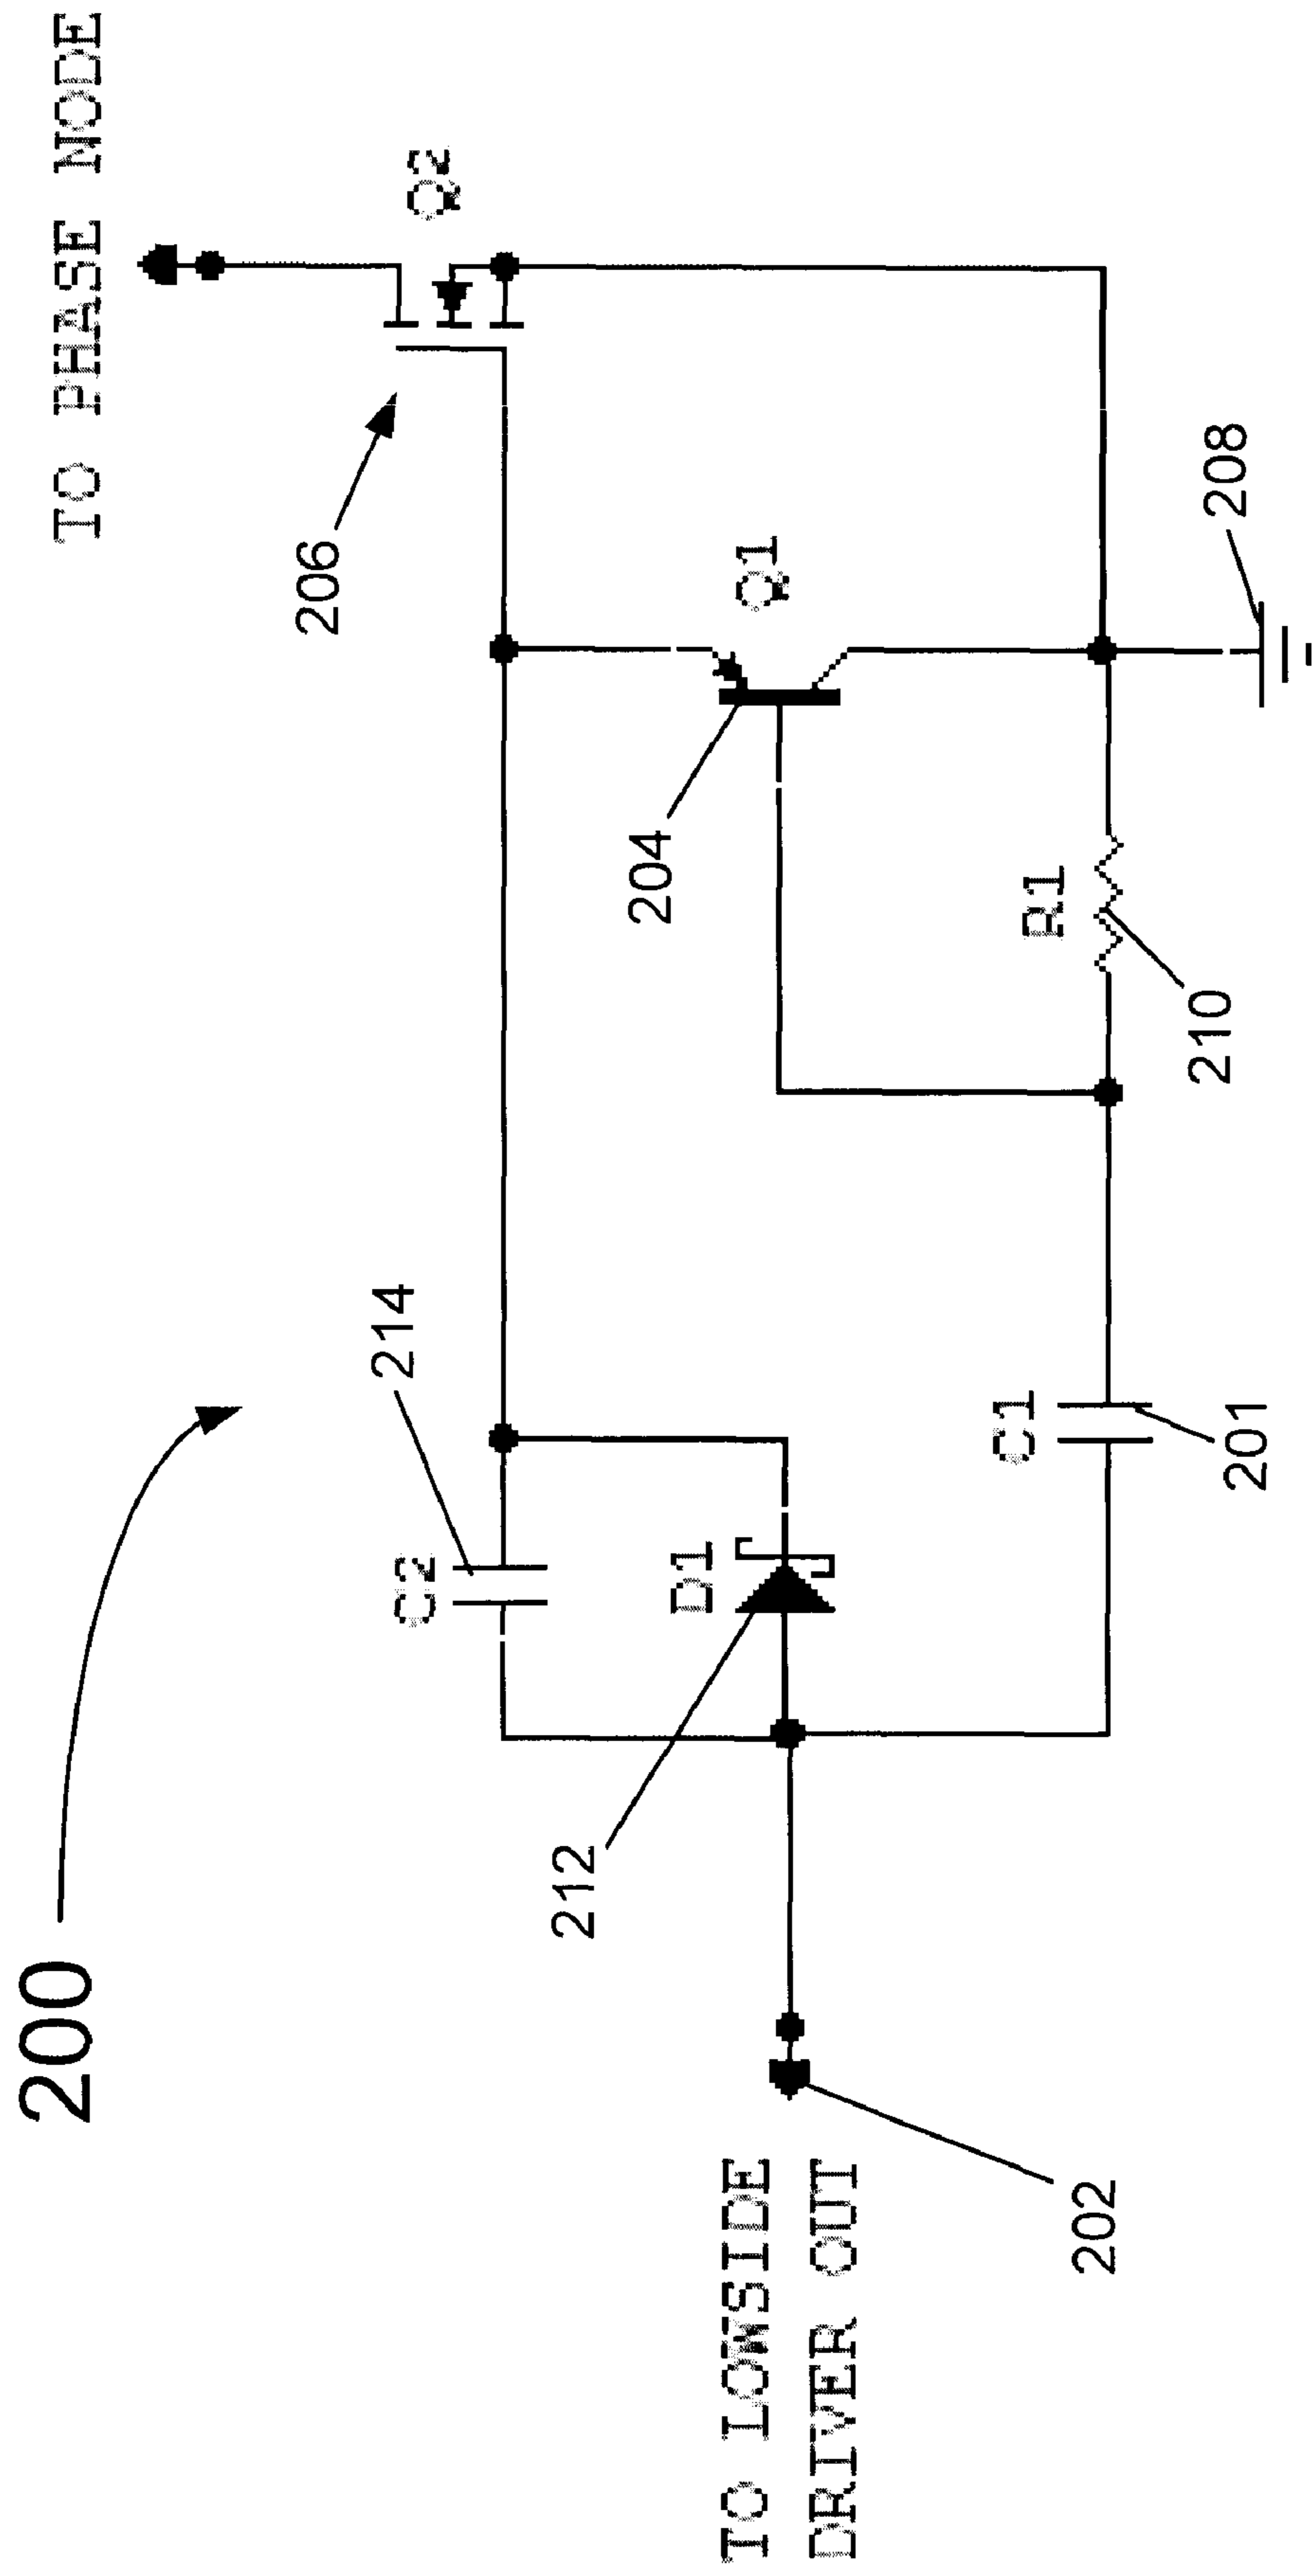 200
TO PHASE NODE
Q2
206
214
C2
Q1
204
D1
212
TO LOWSIDE
DRIVER OUT
202
C1
201
R1
210
208